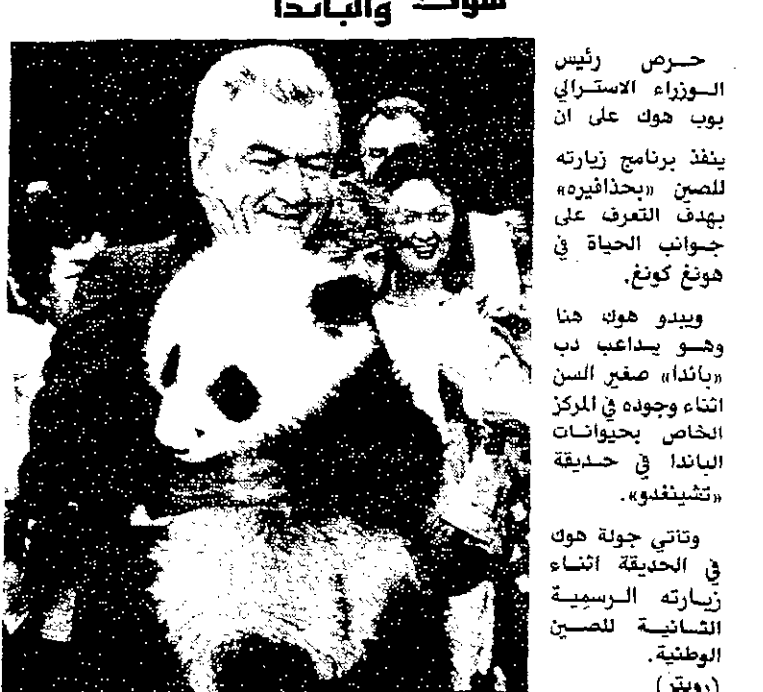 هوك والباندا
حرص رئيس
الوزراء الاسترالي
بوب هوك على ان
ينفذ برنامج زيارته
للصين «بحذافيره»
بهدف التعرف على
جوانب الحياة في
هونغ كونغ.
ويبدو هوك هنا
وهو يداعب دب
«باندا» صغير السن
اثناء وجوده في المركز
الخاص بحيوانات
الباندا في حديقة
«تشينغدو».
وتاتي جولة هوك
في الحديقة اثناء
زيارته الرسمية
الثانية للصين
الوطنية.
(رويتر)